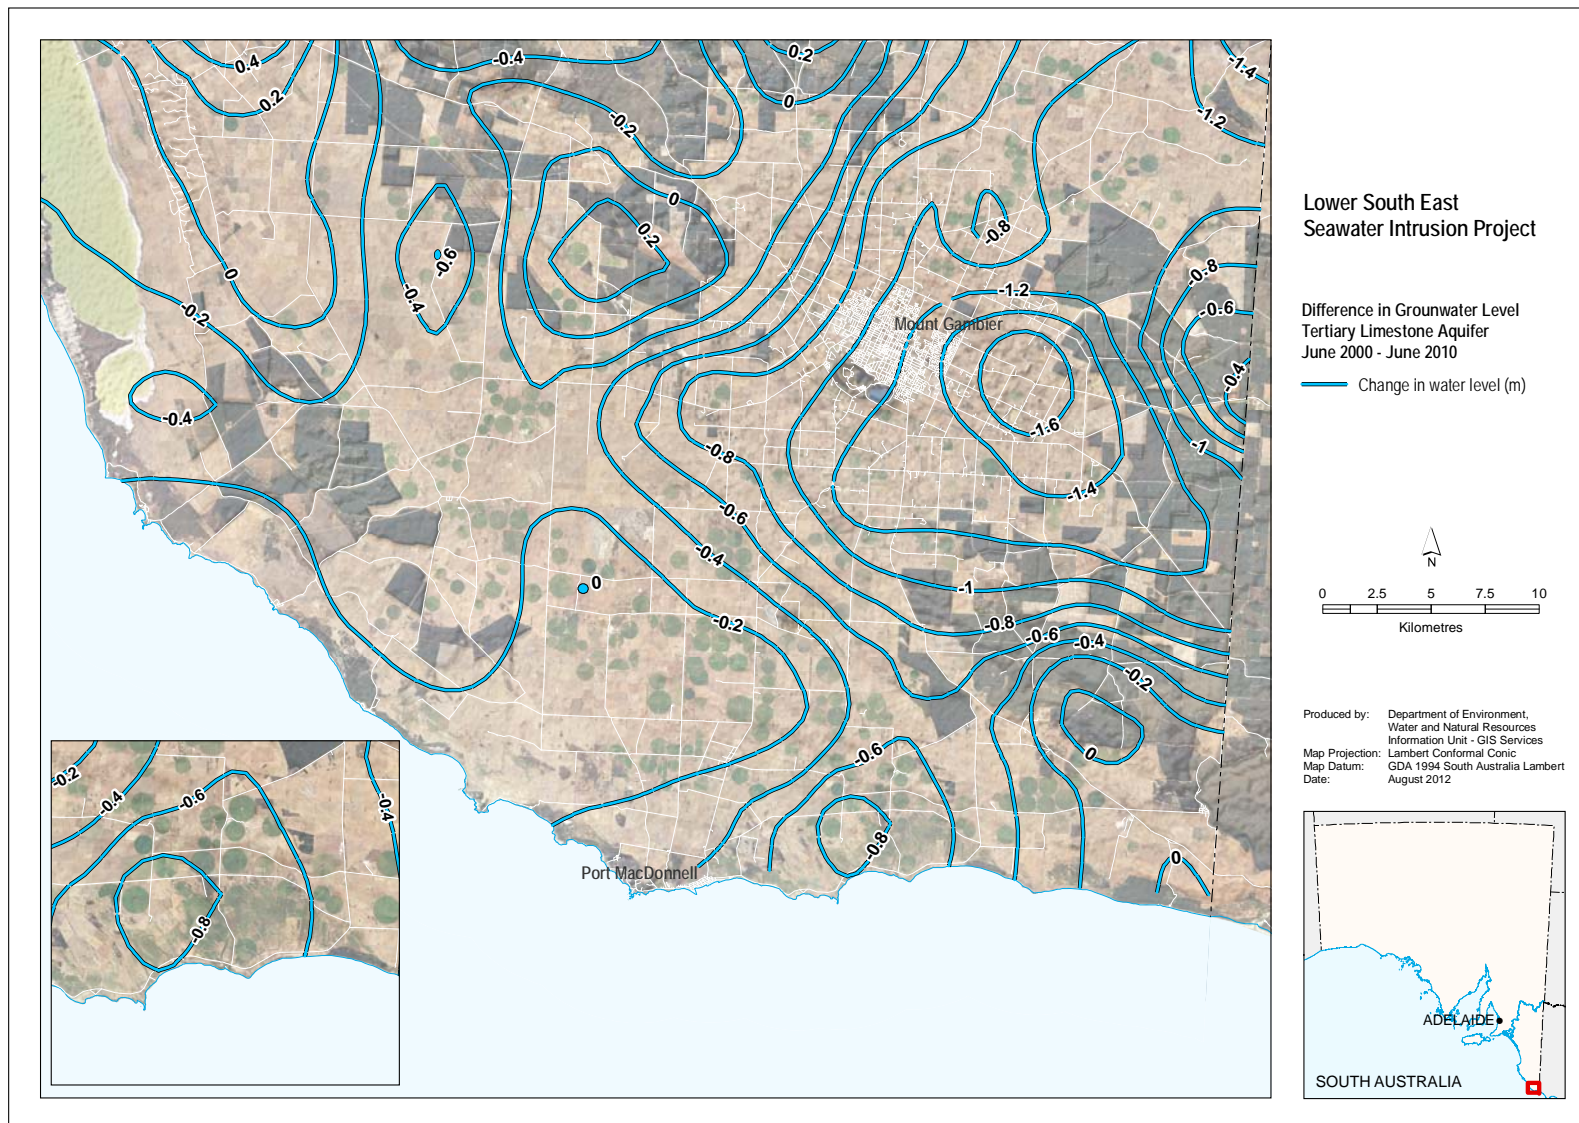 0.4
0.2
-0.4
0.2
0
-1.4
-1.2
-0.2
0
0.2
-0.8
-0.6
-0.4
0
-0.2
-0.4
-1.2
-0.8
-0.6
-0.4
Mount Gambier
-1.6
-1
-1.4
-0.8
-0.6
-0.4
0
-0.2
-1
-0.8
-0.6
-0.4
-0.2
0
-0.6
-0.8
0
Port MacDonnell
-0.2
-0.4
-0.6
-0.4
-0.8
Lower South East
Seawater Intrusion Project
Difference in Grounwater Level
Tertiary Limestone Aquifer
June 2000 - June 2010
Change in water level (m)
N
0 2.5 5 7.5 10
Kilometres
Produced by: Department of Environment,
Water and Natural Resources
Information Unit - GIS Services
Map Projection: Lambert Conformal Conic
Map Datum: GDA 1994 South Australia Lambert
Date: August 2012
ADELAIDE
SOUTH AUSTRALIA